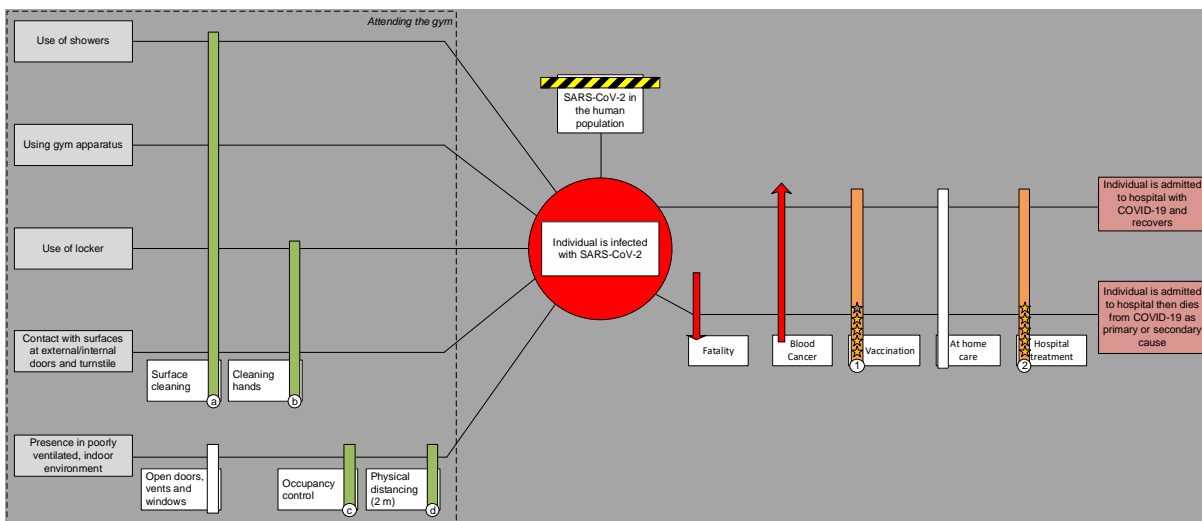 Attending the gym
Use of showers
Using gym apparatus
Use of locker
Contact with surfaces
at external/internal
doors and turnstile
Surface
cleaning
a
Cleaning
hands
b
Presence in poorly
ventilated, indoor
environment
Open doors,
vents and
windows
Occupancy
control
c
Physical
distancing
(2 m)
d
SARS-CoV-2 in
the human
population
Individual is infected
with SARS-CoV-2
Fatality
Blood
Cancer
Vaccination
1
At home
care
Hospital
treatment
2
Individual is admitted
to hospital with
COVID-19 and
recovers
Individual is admitted
to hospital then dies
from COVID-19 as
primary or secondary
cause